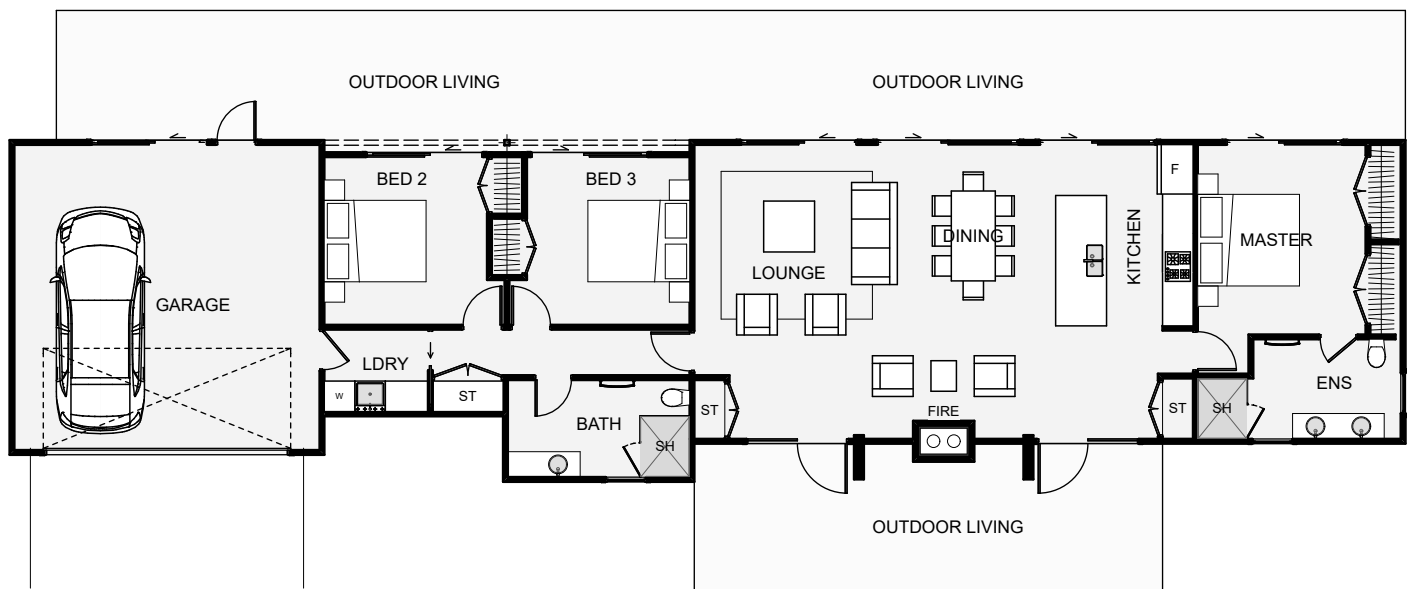 OUTDOOR LIVING
OUTDOOR LIVING
BED 2
BED 3
F
LOUNGE
DINING
KITCHEN
MASTER
GARAGE
LDRY
W
ST
BATH
SH
ST
FIRE
ST
SH
ENS
OUTDOOR LIVING